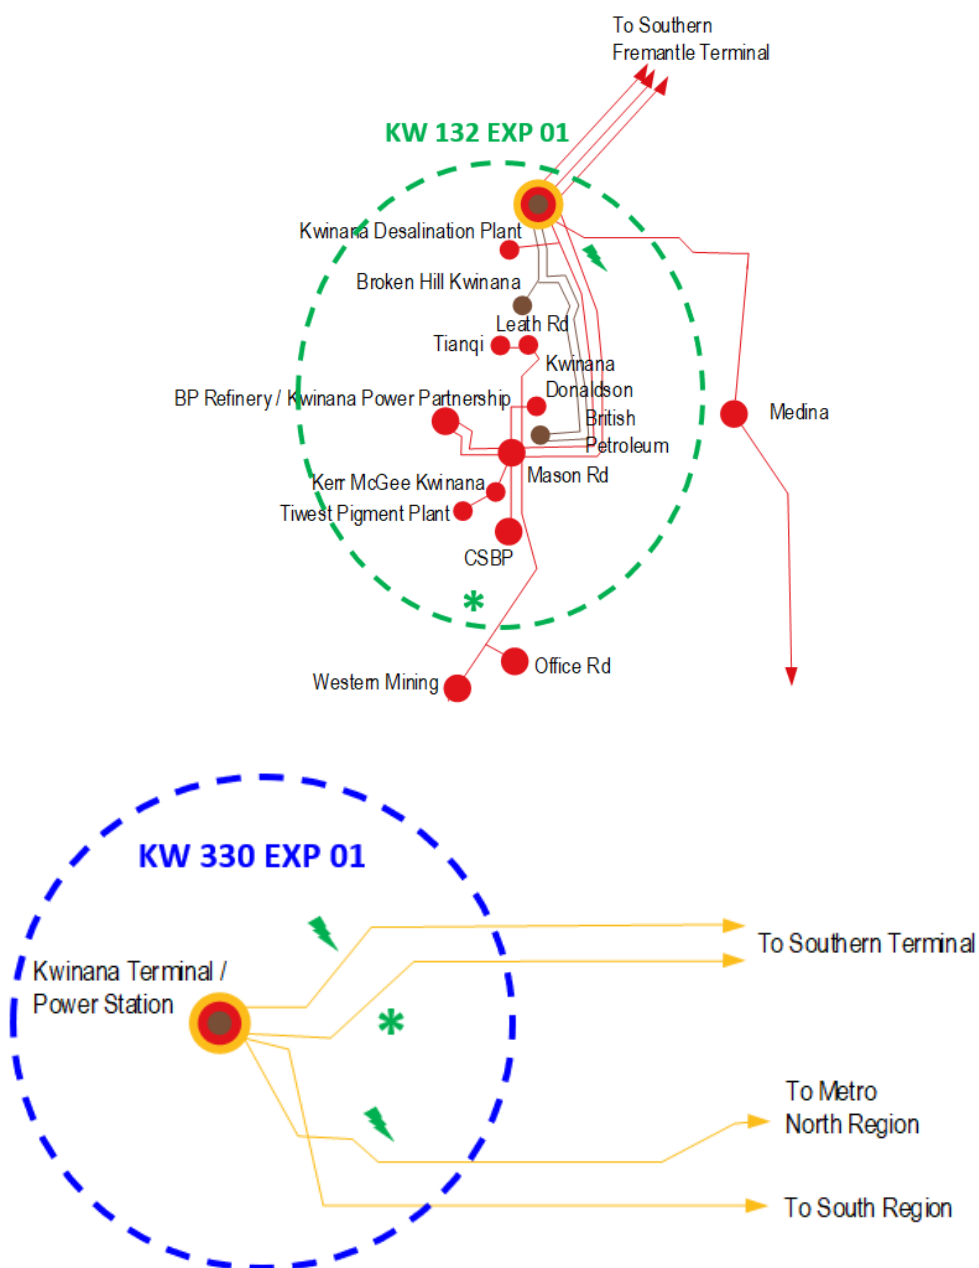 To Southern
Fremantle Terminal
KW 132 EXP 01
Kwinana Desalination Plant
Broken Hill Kwinana
Leath Rd
Tianqi
Kwinana
Donaldson
BP Refinery / Kwinana Power Partnership
British
Petroleum
Medina
Mason Rd
Kerr McGee Kwinana
Tiwest Pigment Plant
CSBP
*
Office Rd
Western Mining
KW 330 EXP 01
To Southern Terminal
Kwinana Terminal /
Power Station
*
To Metro
North Region
To South Region